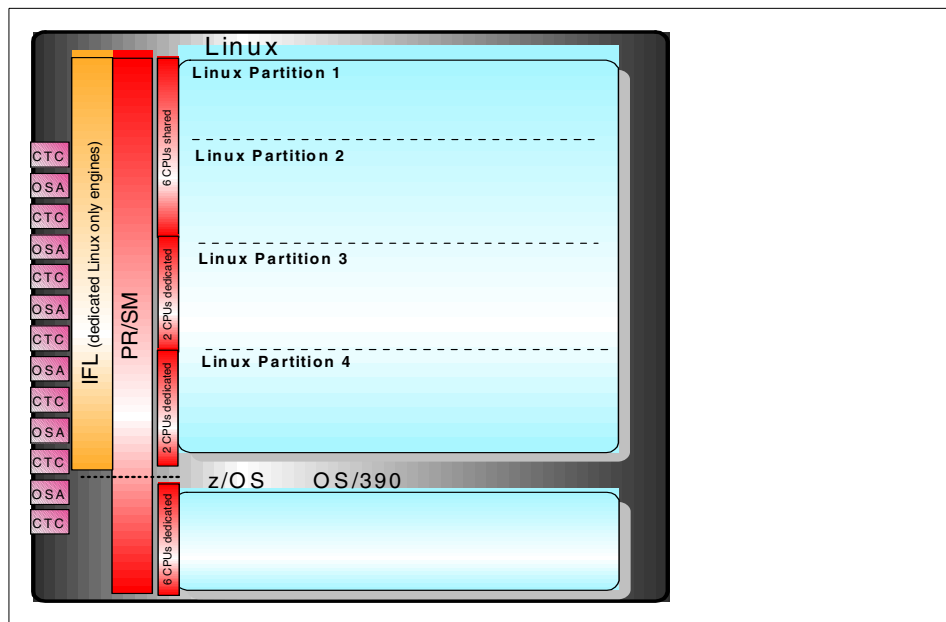 Linux
Linux Partition 1
Linux Partition 2
Linux Partition 3
Linux Partition 4
z/OS OS/390
CTC
OSA
CTC
OSA
CTC
OSA
CTC
OSA
CTC
OSA
CTC
OSA
CTC
IFL (dedicated Linux only engines)
PR/SM
6 CPUs shared
2 CPUs dedicated
2 CPUs dedicated
6 CPUs dedicated